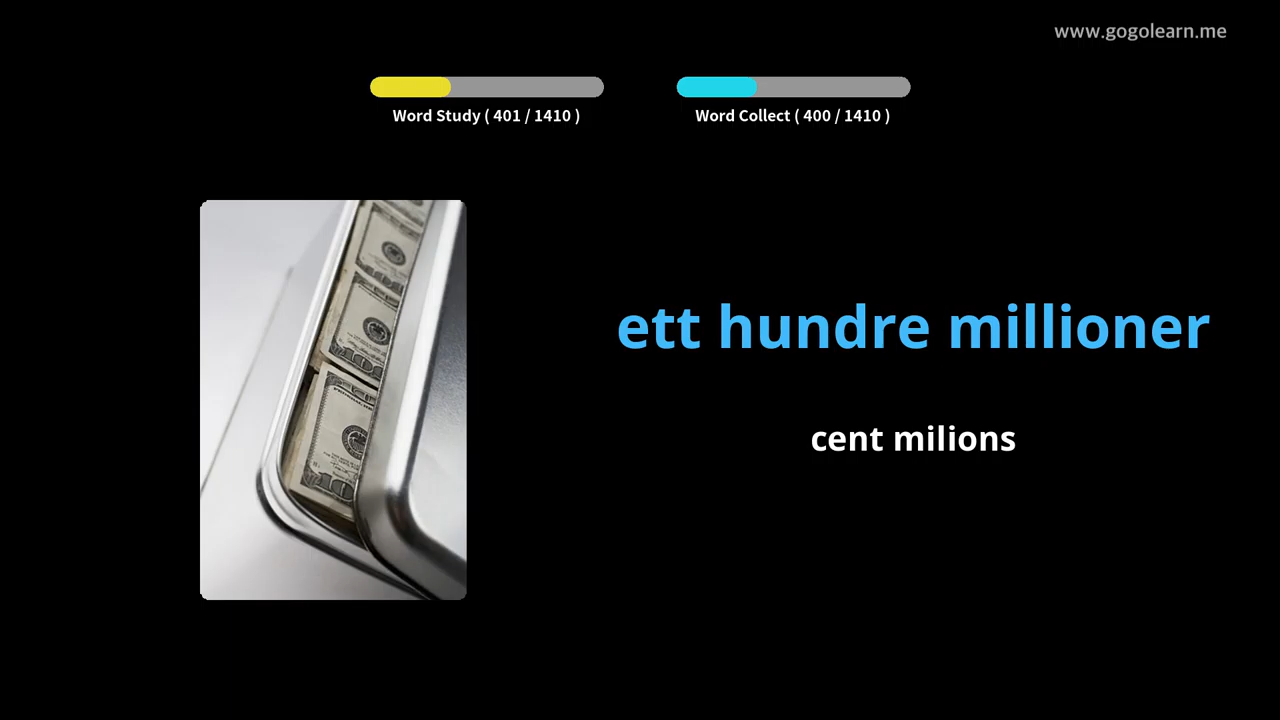 www.gogolearn.me
Word Study ( 401 / 1410 )
Word Collect ( 400 / 1410 )
ett hundre millioner
cent milions